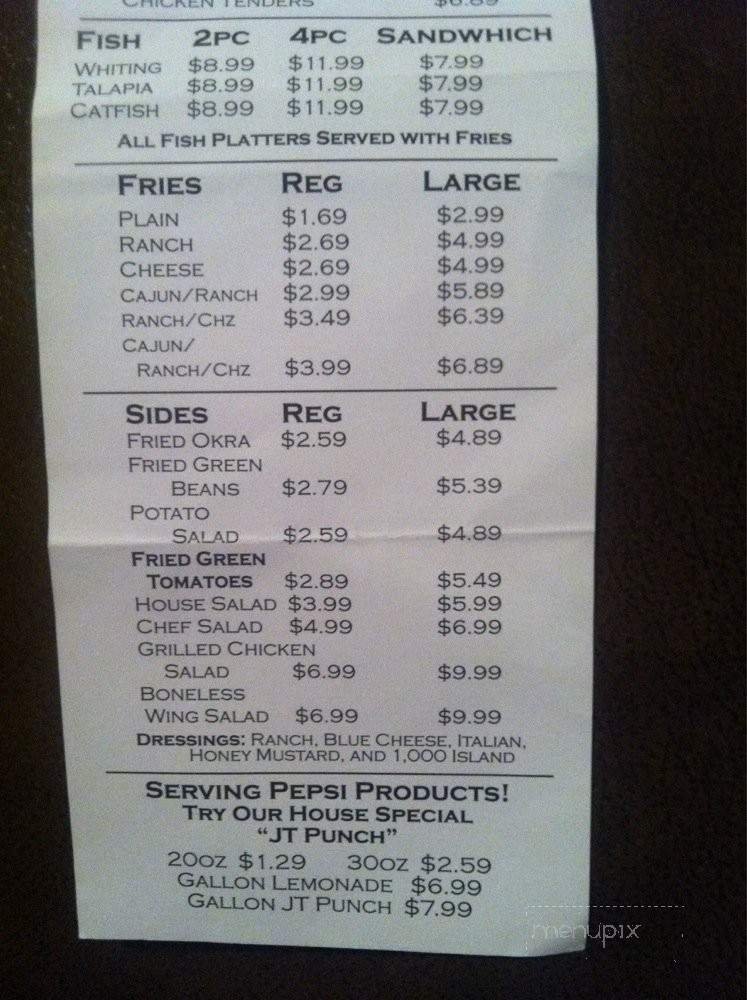 CHICKEN TENDERS $6.89
FISH 2PC 4PC SANDWHICH
WHITING $8.99 $11.99 $7.99
TALAPIA $8.99 $11.99 $7.99
CATFISH $8.99 $11.99 $7.99
ALL FISH PLATTERS SERVED WITH FRIES
FRIES REG LARGE
PLAIN $1.69 $2.99
RANCH $2.69 $4.99
CHEESE $2.69 $4.99
CAJUN/RANCH $2.99 $5.89
RANCH/CHZ $3.49 $6.39
CAJUN/
RANCH/CHZ $3.99 $6.89
SIDES REG LARGE
FRIED OKRA $2.59 $4.89
FRIED GREEN
BEANS $2.79 $5.39
POTATO
SALAD $2.59 $4.89
FRIED GREEN
TOMATOES $2.89 $5.49
HOUSE SALAD $3.99 $5.99
CHEF SALAD $4.99 $6.99
GRILLED CHICKEN
SALAD $6.99 $9.99
BONELESS
WING SALAD $6.99 $9.99
DRESSINGS: RANCH, BLUE CHEESE, ITALIAN,
HONEY MUSTARD, AND 1,000 ISLAND
SERVING PEPSI PRODUCTS!
TRY OUR HOUSE SPECIAL
"JT PUNCH"
20OZ $1.29 30OZ $2.59
GALLON LEMONADE $6.99
GALLON JT PUNCH $7.99
menupix